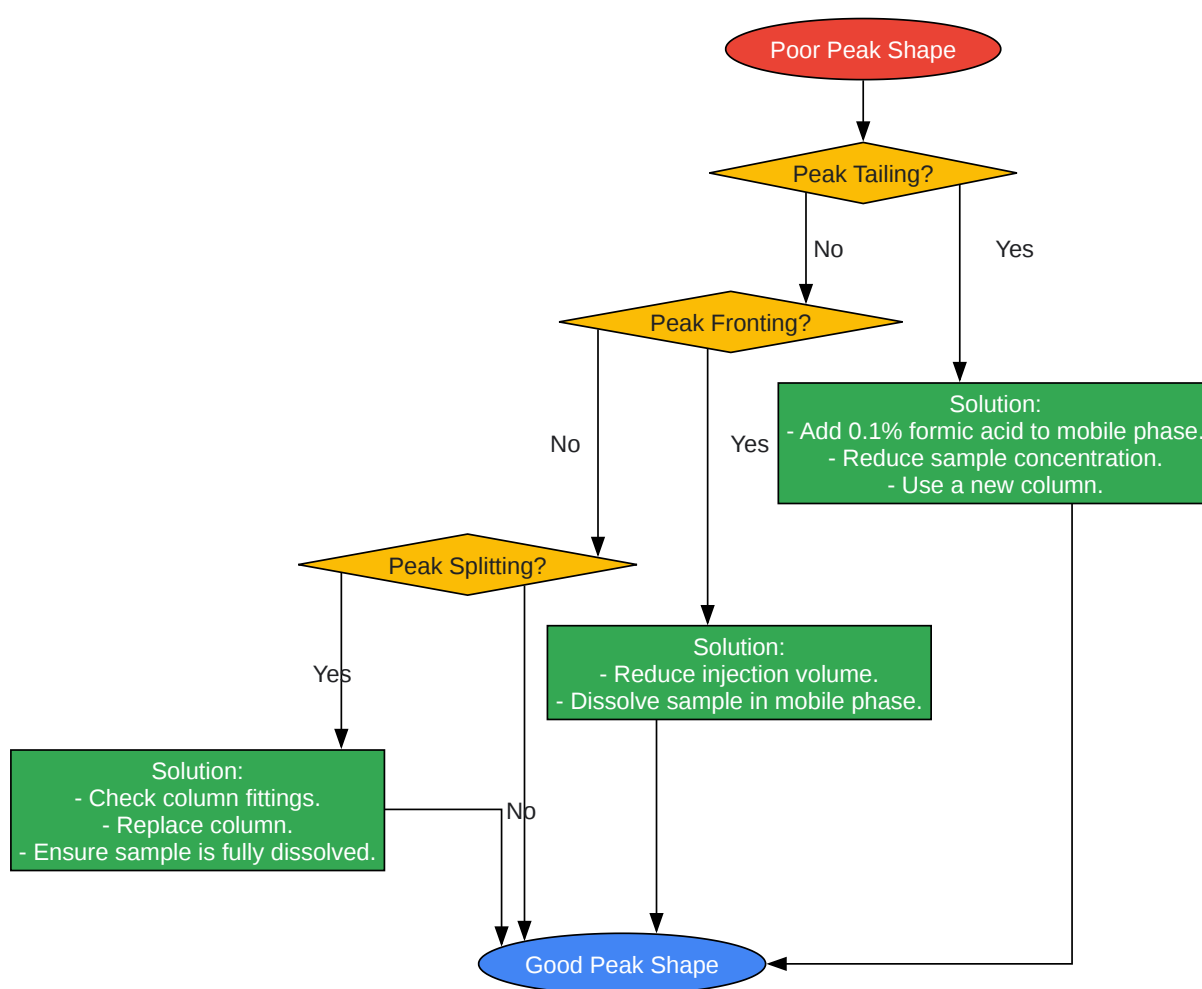 Poor Peak Shape
Peak Tailing?
No
Yes
Peak Fronting?
Solution:
- Add 0.1% formic acid to mobile phase.
- Reduce sample concentration.
- Use a new column.
No
Yes
Peak Splitting?
Solution:
- Reduce injection volume.
- Dissolve sample in mobile phase.
Yes
Solution:
- Check column fittings.
- Replace column.
- Ensure sample is fully dissolved.
No
Good Peak Shape